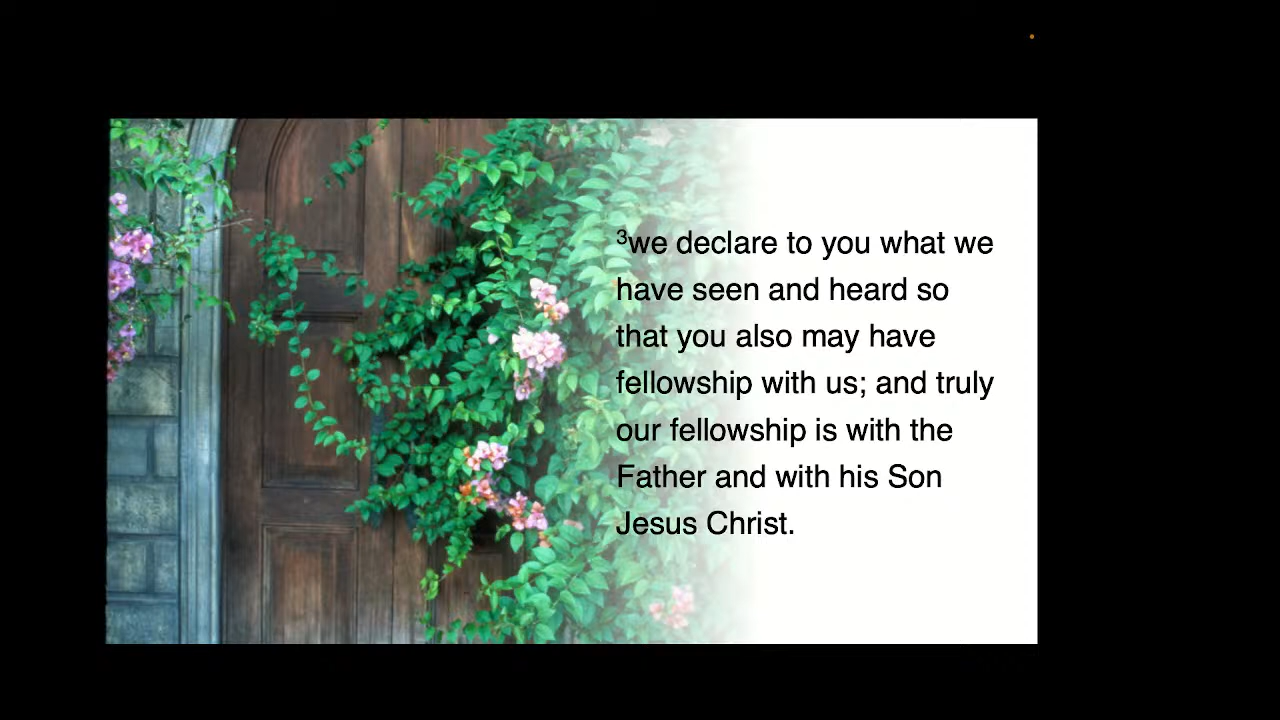 ³we declare to you what we
have seen and heard so
that you also may have
fellowship with us; and truly
our fellowship is with the
Father and with his Son
Jesus Christ.